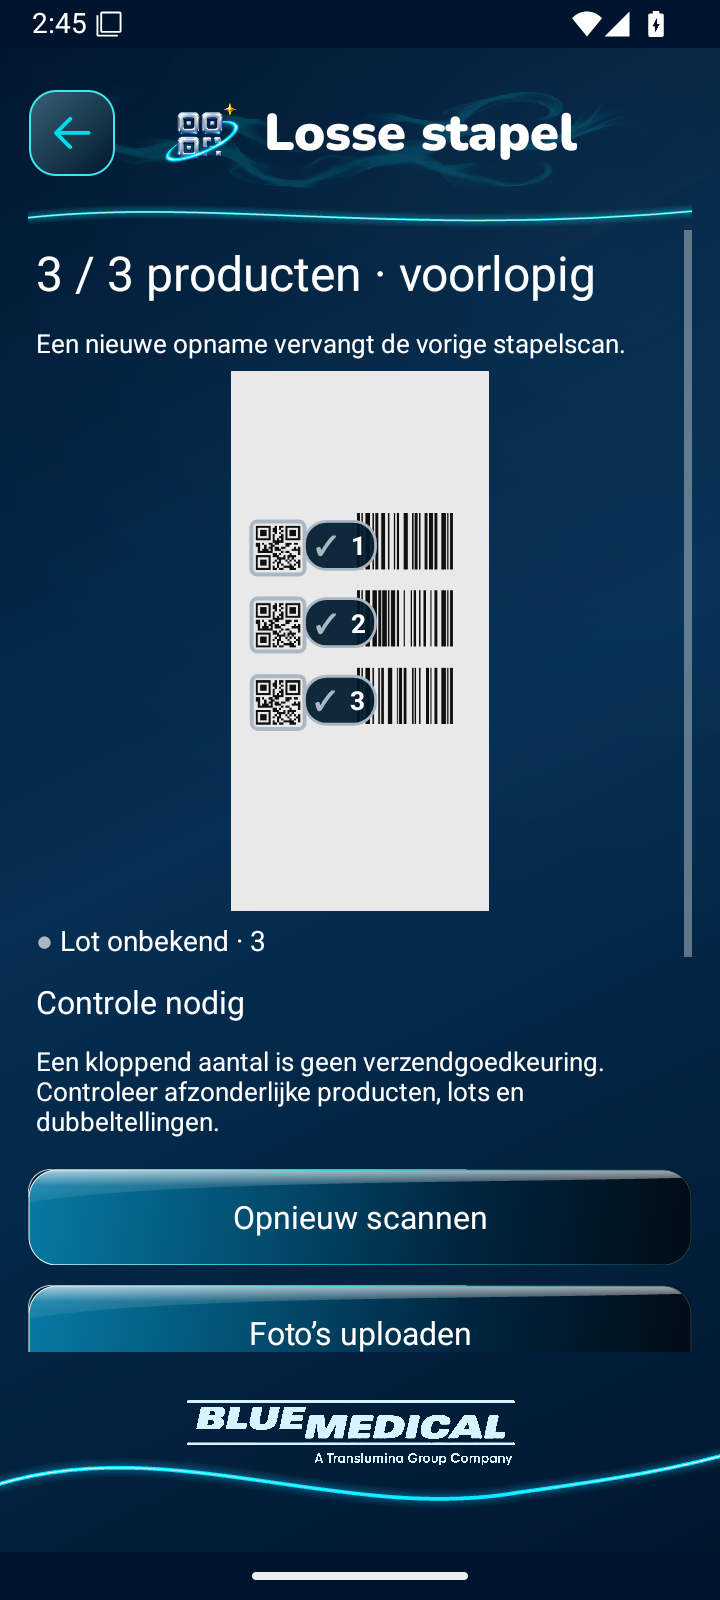 2:45
Losse stapel
3 / 3 producten · voorlopig
Een nieuwe opname vervangt de vorige stapelscan.
✓ 1
✓ 2
✓ 3
Lot onbekend · 3
Controle nodig
Een kloppend aantal is geen verzendgoedkeuring.
Controleer afzonderlijke producten, lots en
dubbeltellingen.
Opnieuw scannen
Foto’s uploaden
BLUEMEDICAL
A Translumina Group Company